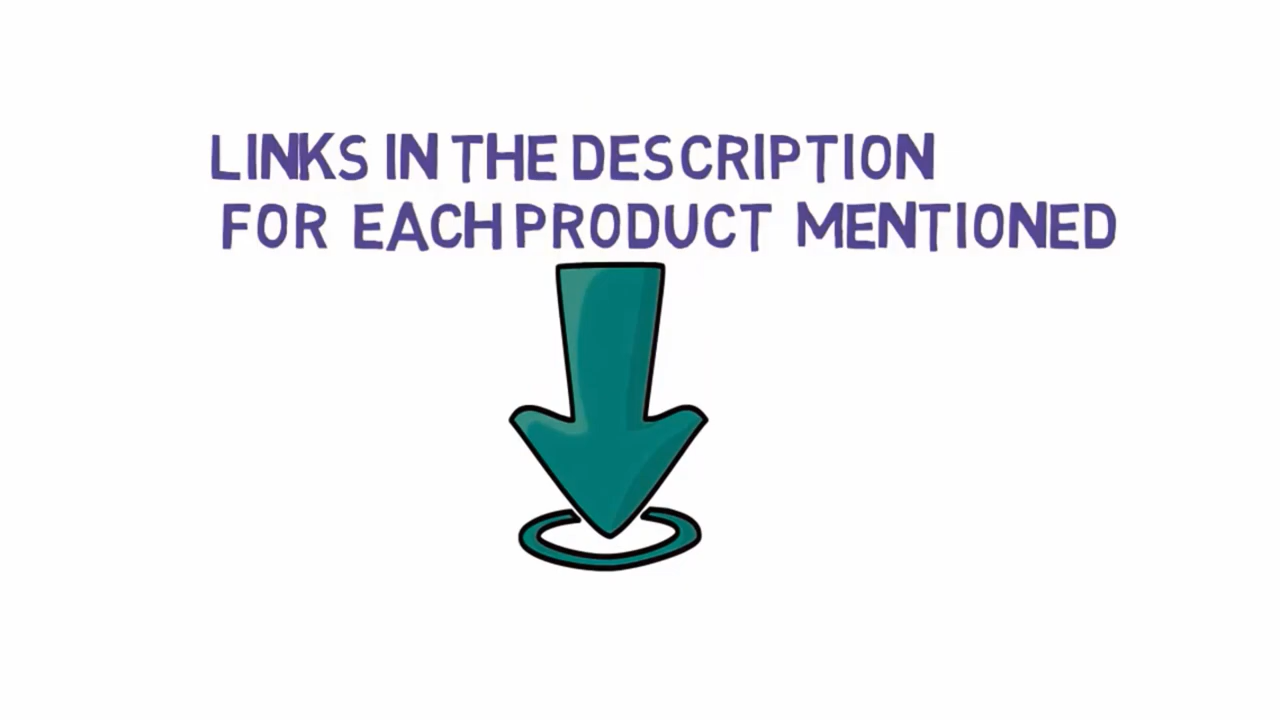 LINKS IN THE DESCRIPTION
FOR EACH PRODUCT MENTIONED